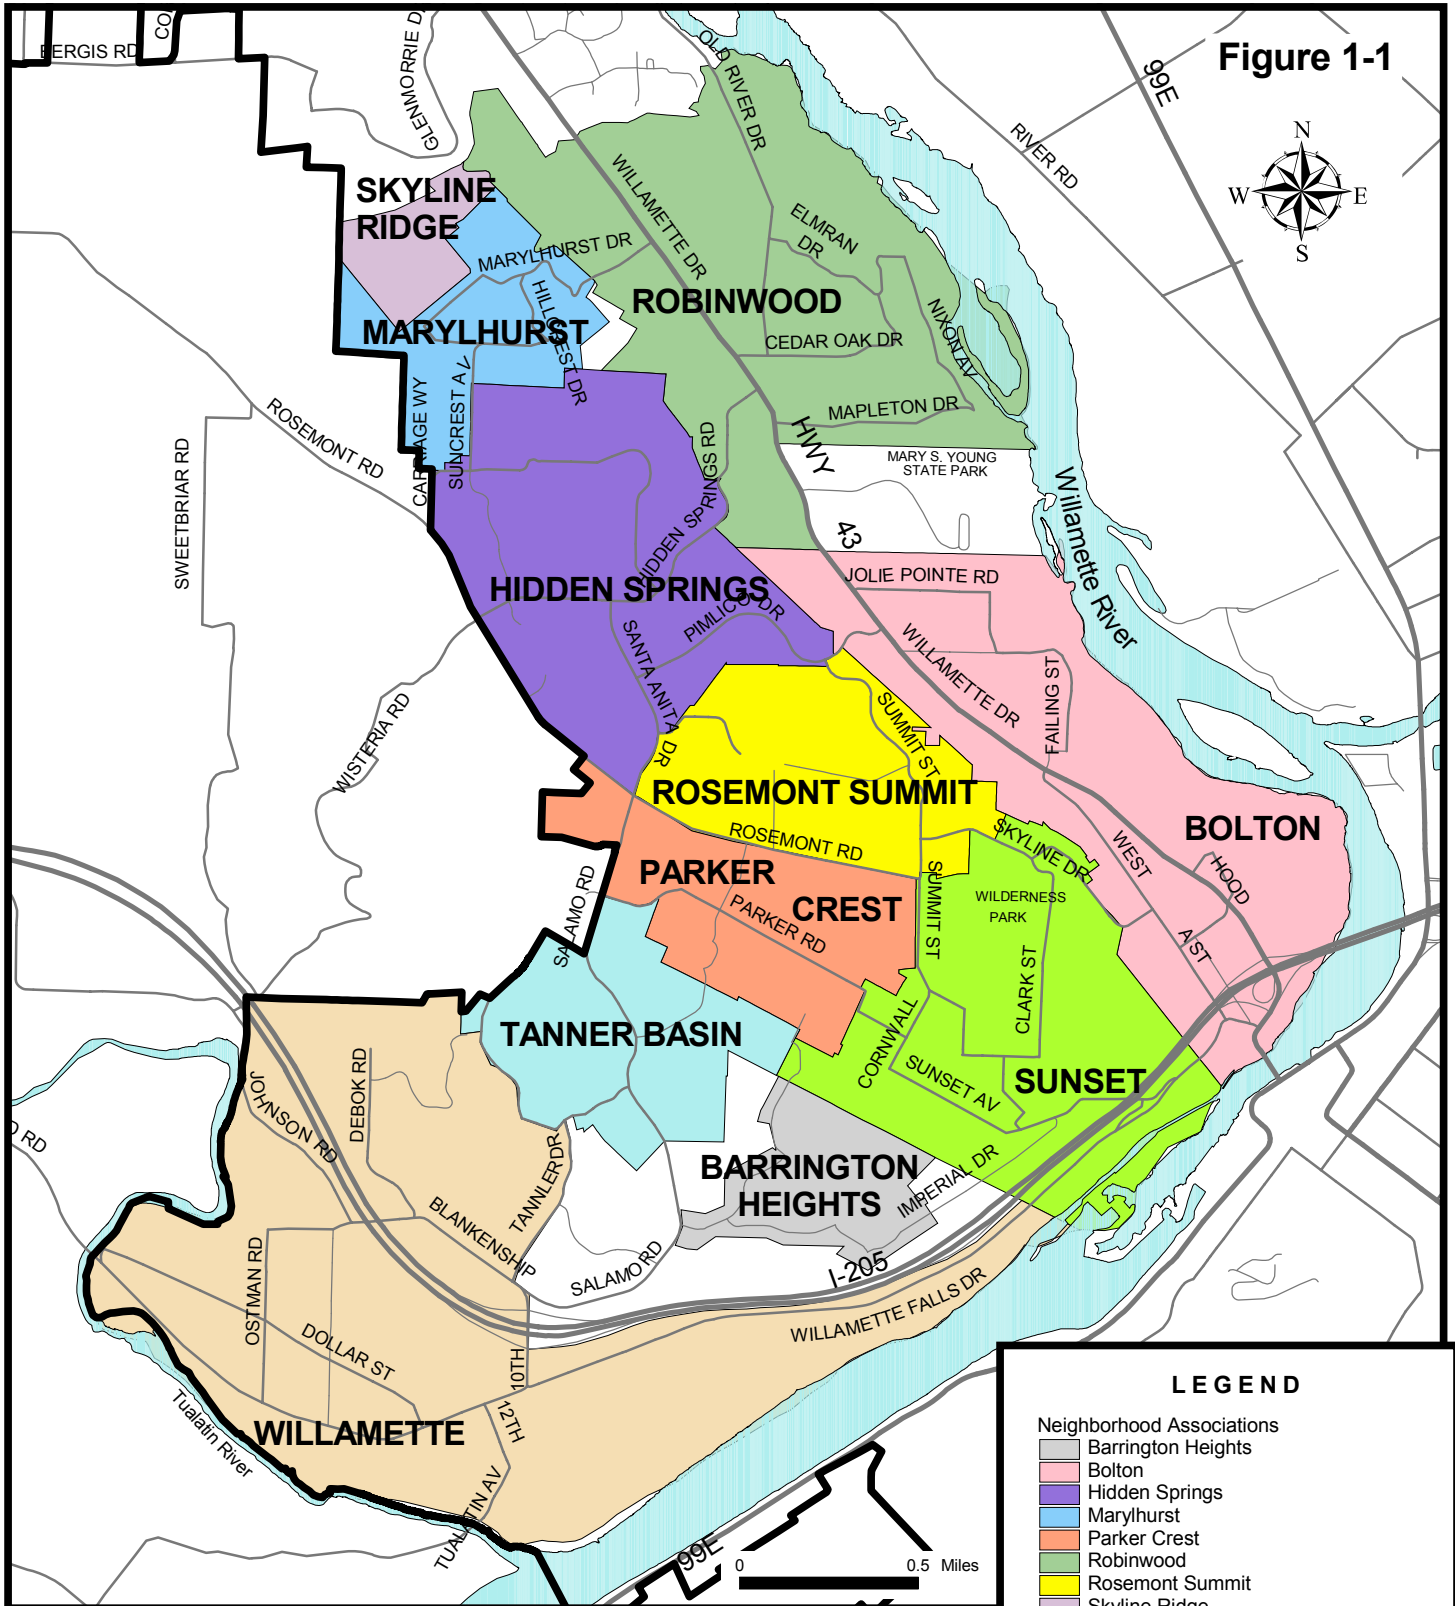 Figure 1-1
BERGIS RD
GLENMORRIE D
OLD RIVER DR
99E
RIVER RD
N
W
E
S
SKYLINE
RIDGE
WILLAMETTE DR
ELMRAN
DR
MARYLHURST DR
ROBINWOOD
HILLCREST DR
MARYLHURST
NIXON AV
CEDAR OAK DR
CARRIAGE WY
SUNCREST AV
MAPLETON DR
ROSEMONT RD
SWEETBRIAR RD
HWY
43
MARY S. YOUNG
STATE PARK
HIDDEN SPRINGS RD
Willamette River
JOLIE POINTE RD
HIDDEN SPRINGS
PIMLICO DR
SANTA ANITA DR
WILLAMETTE DR
FAILING ST
WISTERIA RD
SUMMIT ST
ROSEMONT SUMMIT
ROSEMONT RD
SKYLINE DR
WEST
A ST
BOLTON
HOOD
PARKER
CREST
SALAMO RD
PARKER RD
SUMMIT ST
WILDERNESS
PARK
CLARK ST
TANNER BASIN
CORNWALL
SUNSET AV
SUNSET
DEBOK RD
JOHNSON RD
O RD
TANNLER DR
BARRINGTON
HEIGHTS
IMPERIAL DR
BLANKENSHIP
SALAMO RD
I-205
OSTMAN RD
DOLLAR ST
WILLAMETTE FALLS DR
10TH
12TH
WILLAMETTE
Tualatin River
TUALATIN AV
99E
0 0.5 Miles
LEGEND
Neighborhood Associations
Barrington Heights
Bolton
Hidden Springs
Marylhurst
Parker Crest
Robinwood
Rosemont Summit
Skyline Ridge